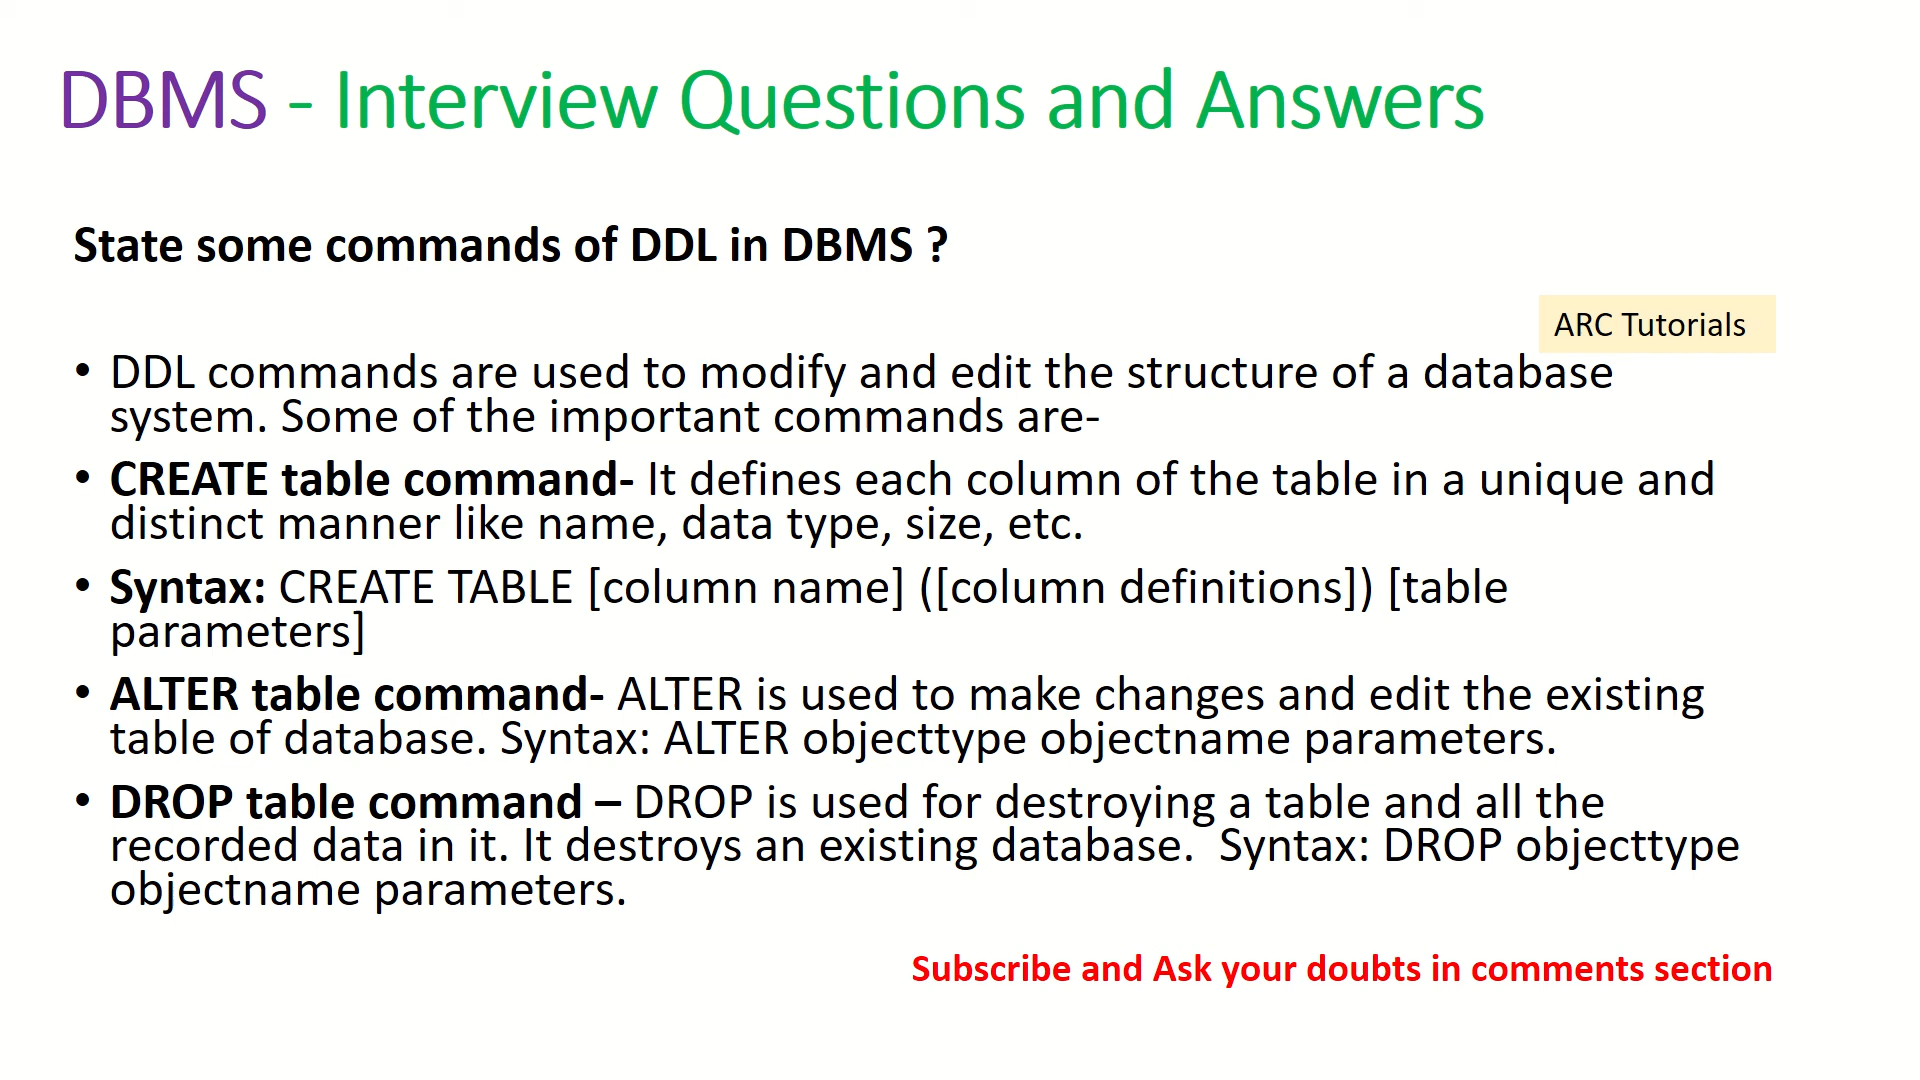 DBMS - Interview Questions and Answers
State some commands of DDL in DBMS ?
ARC Tutorials
• DDL commands are used to modify and edit the structure of a database
system. Some of the important commands are-
• CREATE table command- It defines each column of the table in a unique and
distinct manner like name, data type, size, etc.
• Syntax: CREATE TABLE [column name] ([column definitions]) [table
parameters]
• ALTER table command- ALTER is used to make changes and edit the existing
table of database. Syntax: ALTER objecttype objectname parameters.
• DROP table command – DROP is used for destroying a table and all the
recorded data in it. It destroys an existing database.  Syntax: DROP objecttype
objectname parameters.
Subscribe and Ask your doubts in comments section